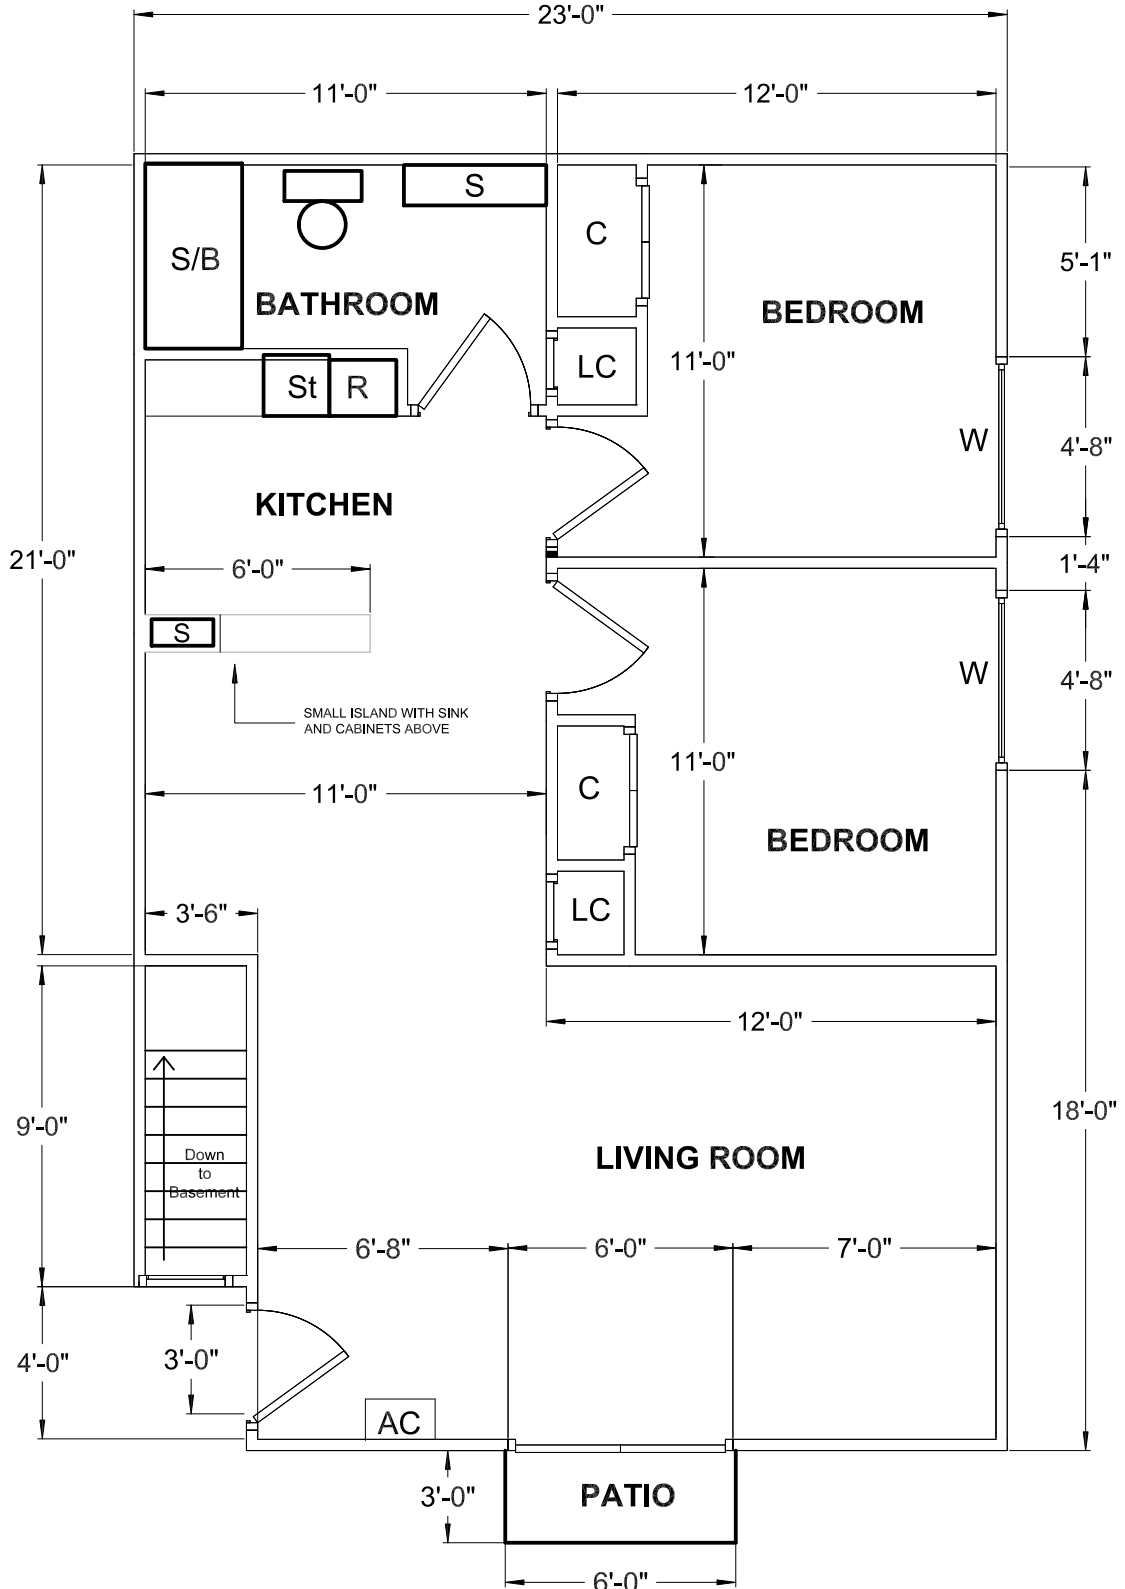 23'-0"
11'-0"
12'-0"
S
C
S/B
5'-1"
BATHROOM
BEDROOM
LC
11'-0"
St
R
W
4'-8"
KITCHEN
21'-0"
6'-0"
1'-4"
S
W
4'-8"
SMALL ISLAND WITH SINK
AND CABINETS ABOVE
11'-0"
C
11'-0"
BEDROOM
3'-6"
LC
12'-0"
18'-0"
9'-0"
Down
to
Basement
LIVING ROOM
6'-8"
6'-0"
7'-0"
4'-0"
3'-0"
AC
3'-0"
PATIO
6'-0"